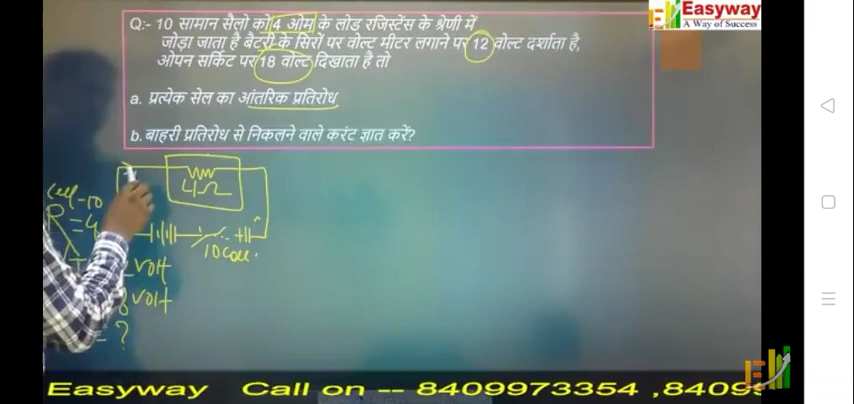 Q:- 10 सामान सैलो को 4 ओम के लोड रजिस्टेंस के श्रेणी में
जोड़ा जाता है बैटरी के सिरों पर वोल्ट मीटर लगाने पर 12 वोल्ट दर्शाता है,
ओपन सर्किट पर 18 वोल्ट दिखाता है तो
a. प्रत्येक सेल का आंतरिक प्रतिरोध
b. बाहरी प्रतिरोध से निकलने वाले करंट ज्ञात करें?
Easyway
A Way of Success
4Ω
Cell-10
R=4
10 Cell.
volt
volt
= ?
Easyway Call on -- 8409973354 ,8409